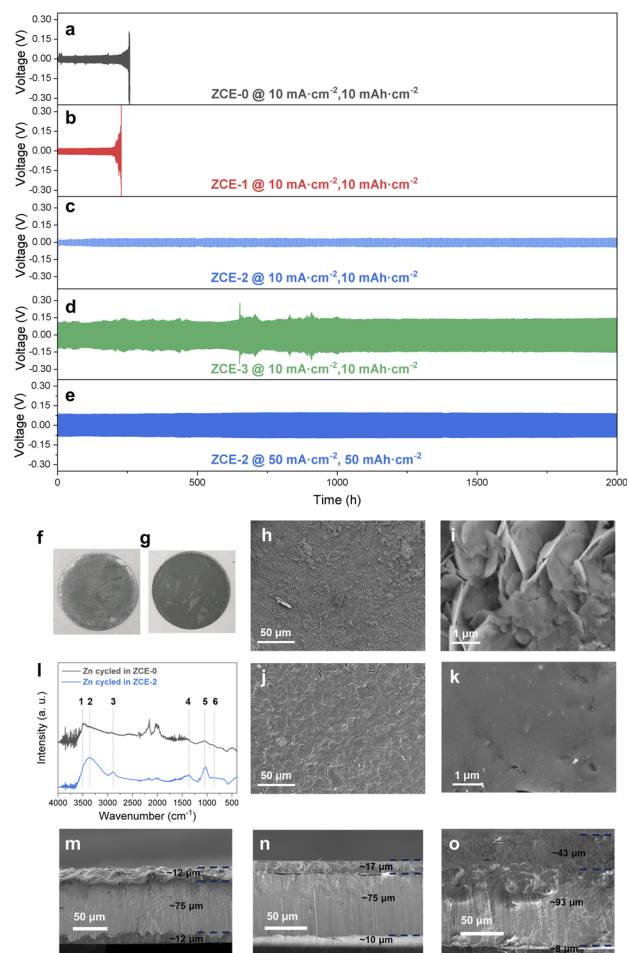 a
0.30
0.15
0.00
-0.15
-0.30
Voltage (V)
ZCE-0 @ 10 mA·cm-2,10 mAh·cm-2
b
0.30
0.15
0.00
-0.15
-0.30
Voltage (V)
ZCE-1 @ 10 mA·cm-2,10 mAh·cm-2
c
0.30
0.15
0.00
-0.15
-0.30
Voltage (V)
ZCE-2 @ 10 mA·cm-2,10 mAh·cm-2
d
0.30
0.15
0.00
-0.15
-0.30
Voltage (V)
ZCE-3 @ 10 mA·cm-2,10 mAh·cm-2
e
0.30
0.15
0.00
-0.15
-0.30
Voltage (V)
ZCE-2 @ 50 mA·cm-2, 50 mAh·cm-2
0 500 1000 1500 2000
Time (h)
f
g
h
50 μm
i
1 μm
l
Zn cycled in ZCE-0
Zn cycled in ZCE-2
1 2 3 4 5 6
Intensity (a. u.)
4000 3500 3000 2500 2000 1500 1000 500
Wavenumber (cm-1)
j
50 μm
k
1 μm
m
~12 μm
~75 μm
50 μm
~12 μm
n
~17 μm
~75 μm
50 μm
~10 μm
o
~43 μm
~93 μm
50 μm
~8 μm